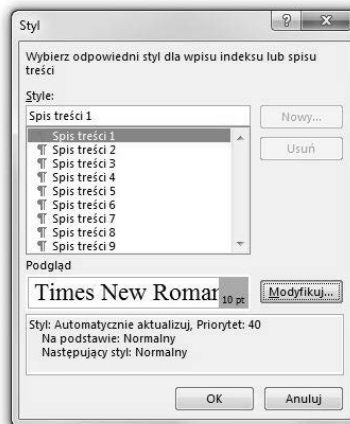 Styl
Wybierz odpowiedni styl dla wpisu indeksu lub spisu
treści
Style:
Spis treści 1
Nowy...
Spis treści 1
Usuń
¶ Spis treści 2
¶ Spis treści 3
¶ Spis treści 4
¶ Spis treści 5
¶ Spis treści 6
¶ Spis treści 7
¶ Spis treści 8
¶ Spis treści 9
Podgląd
Times New Roman 10 pt
Modyfikuj...
Styl: Automatycznie aktualizuj, Priorytet: 40
Na podstawie: Normalny
Następujący styl: Normalny
OK
Anuluj